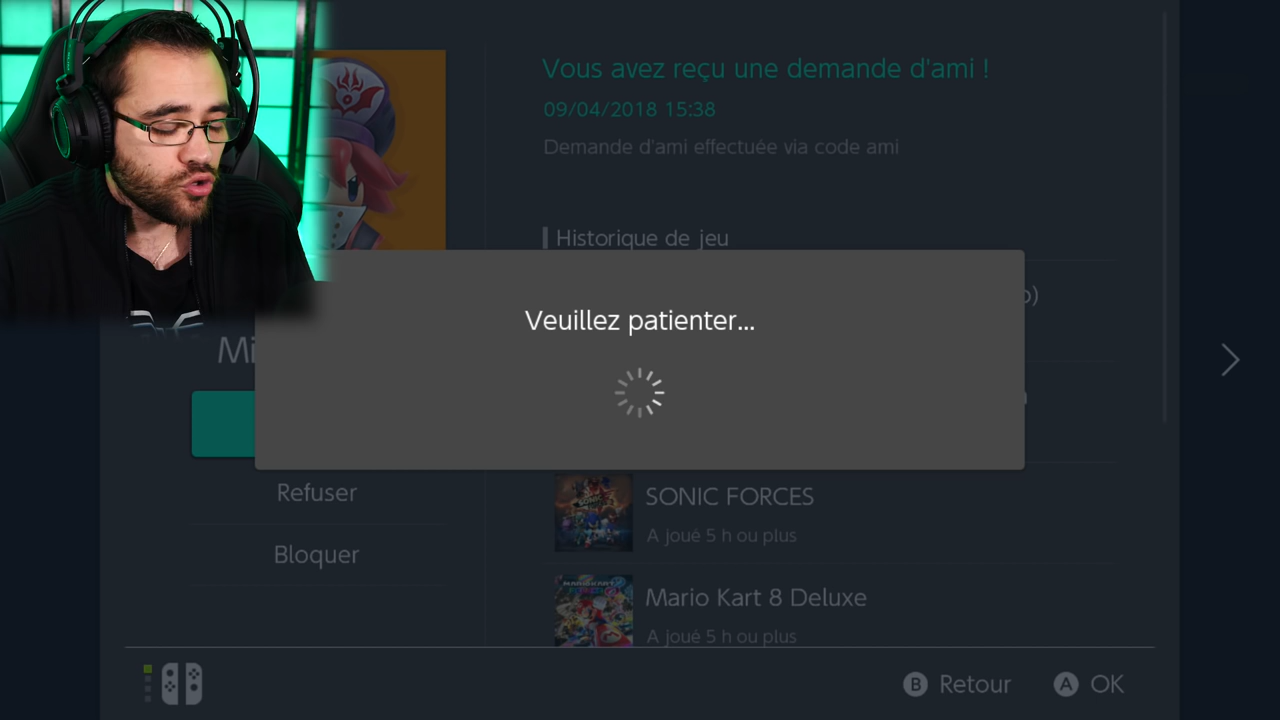 Vous avez reçu une demande d'ami !
09/04/2018 15:38
Demande d'ami effectuée via code ami
Historique de jeu
Veuillez patienter...
Refuser
Bloquer
SONIC FORCES
A joué 5 h ou plus
Mario Kart 8 Deluxe
A joué 5 h ou plus
B Retour
A OK